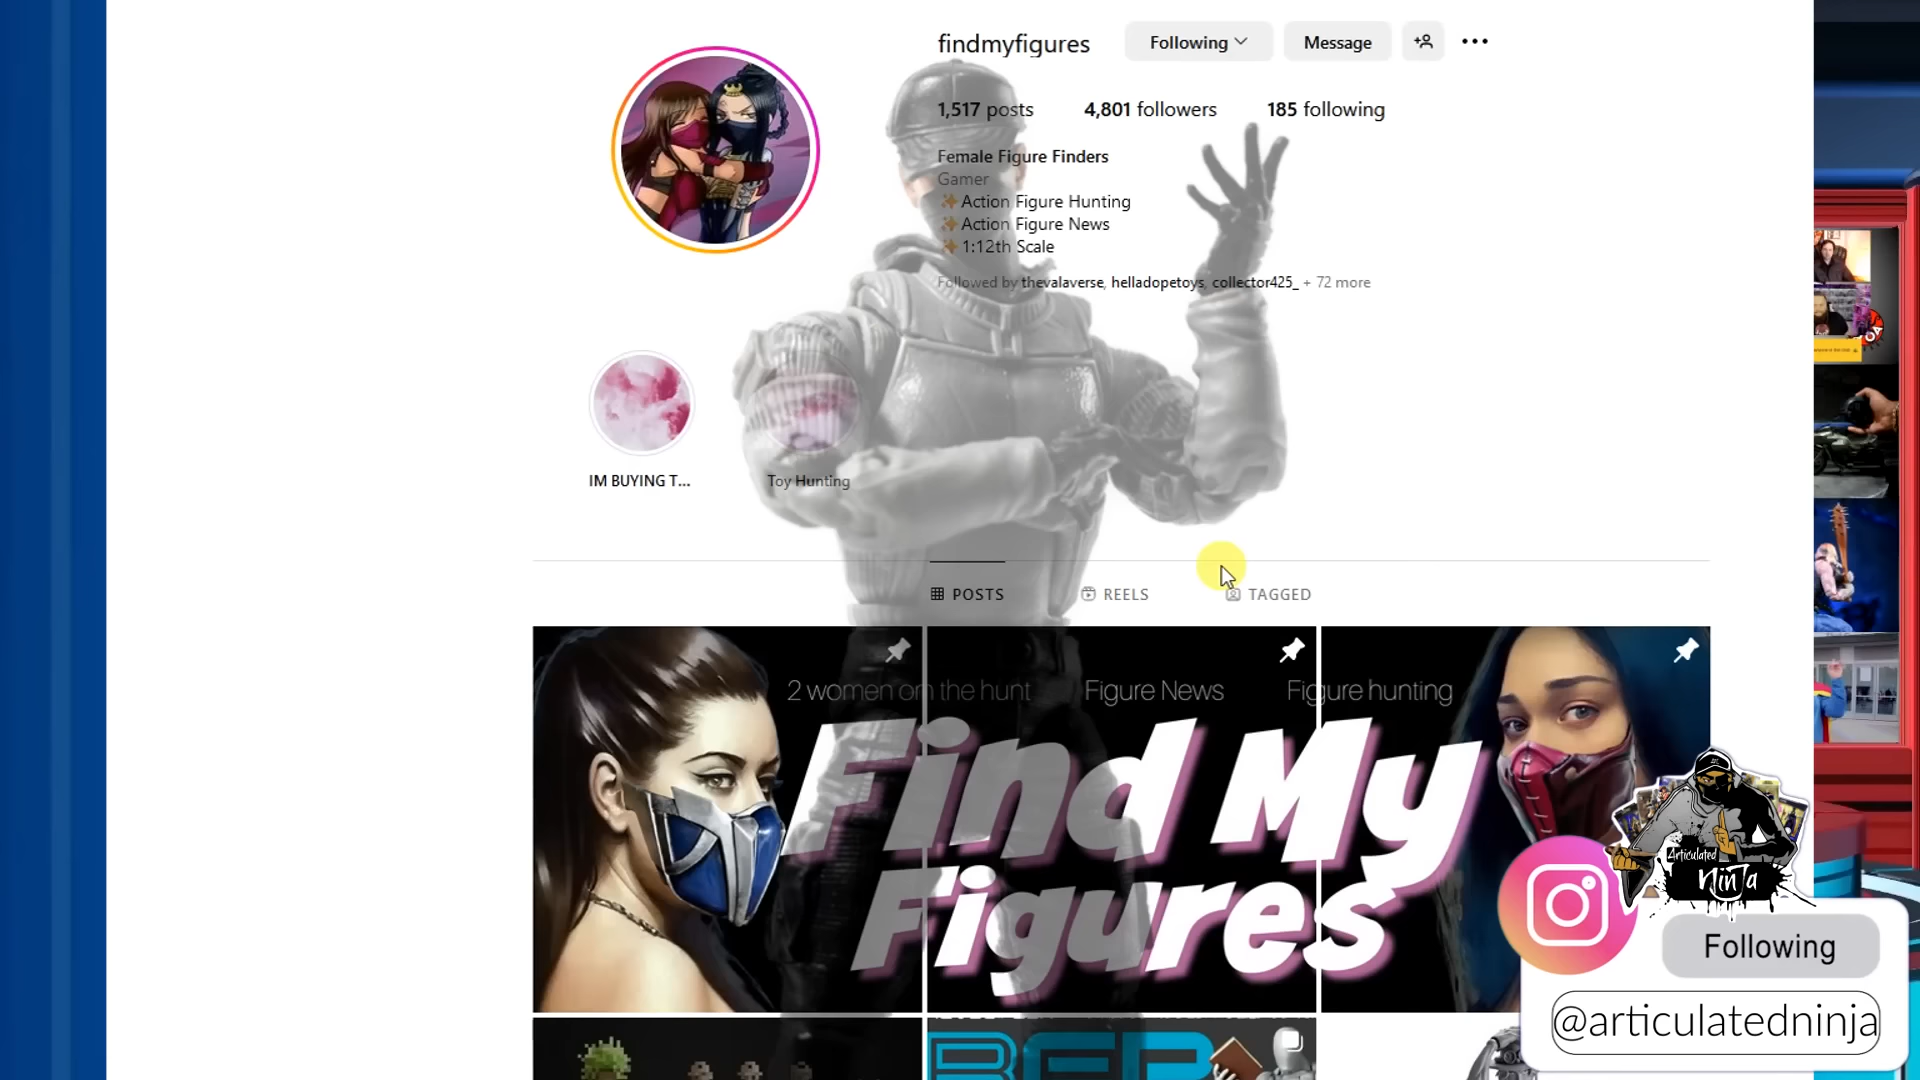 findmyfigures
Following
Message
1,517 posts
4,801 followers
185 following
Female Figure Finders
Gamer
✨Action Figure Hunting
✨Action Figure News
✨1:12th Scale
Followed by thevalaverse, helladopetoys, collector425_ + 72 more
IM BUYING T...
Toy Hunting
POSTS
REELS
TAGGED
2 women on the hunt
Figure News
Figure hunting
Find My
Figures
Articulated
NiNJa
Following
@articulatedninja